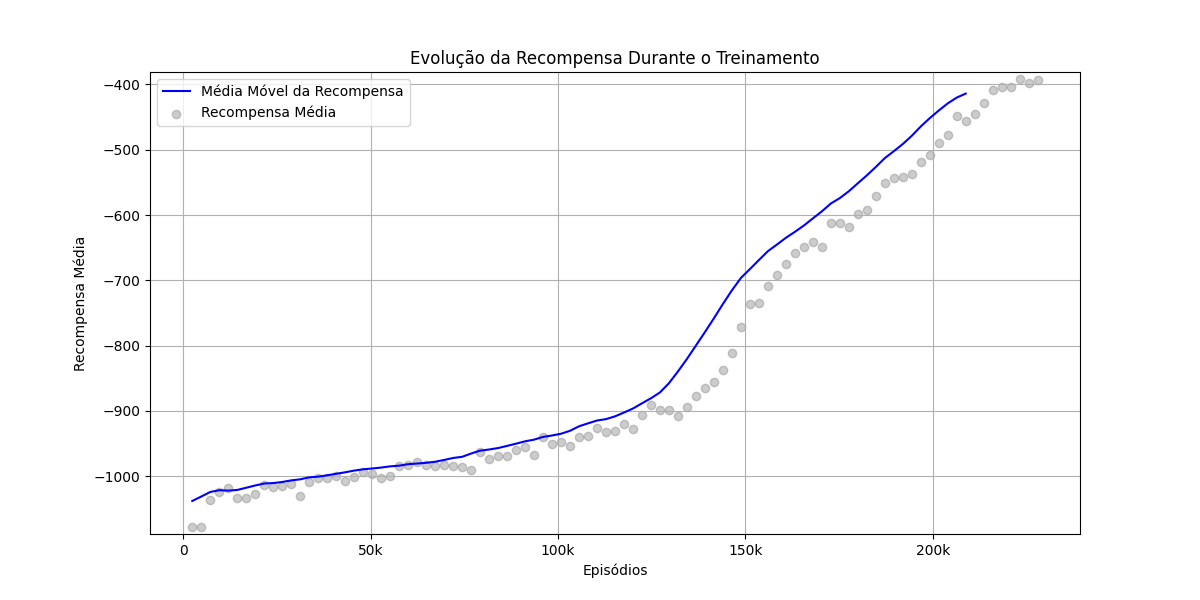 Evolução da Recompensa Durante o Treinamento
Média Móvel da Recompensa
Recompensa Média
Recompensa Média
−400
−500
−600
−700
−800
−900
−1000
0
50k
100k
150k
200k
Episódios